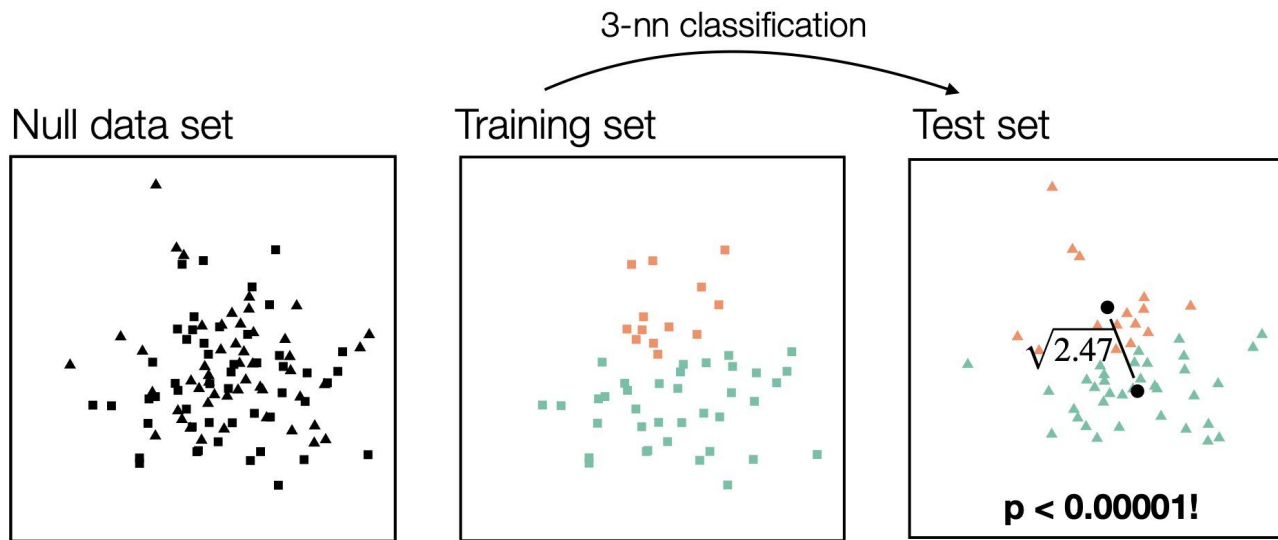 3-nn classification
Null data set
Training set
Test set
√2.47
p < 0.00001!